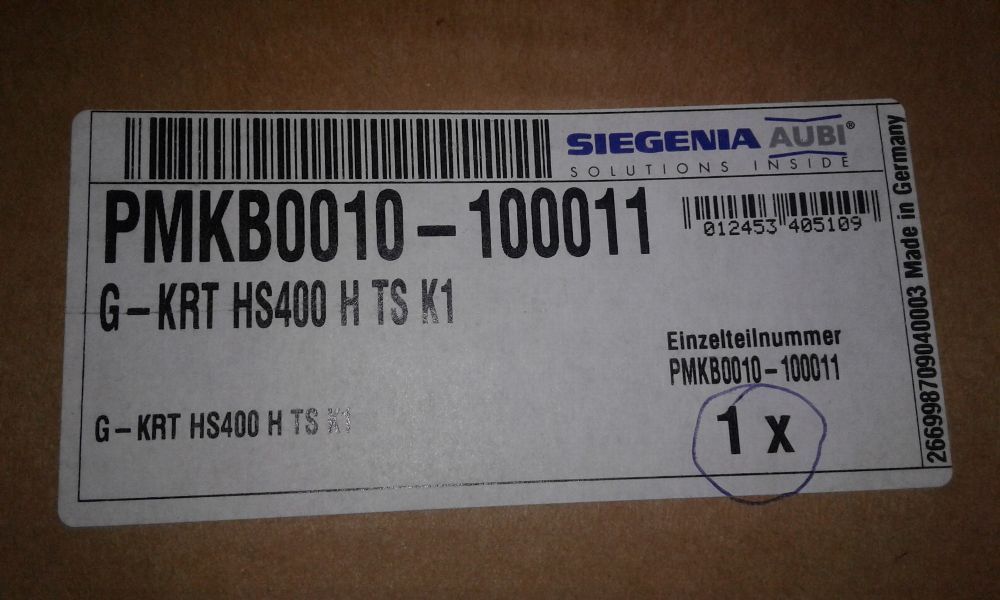 SIEGENIA AUBI®
SOLUTIONS INSIDE
PMKB0010-100011
012453 405109
G-KRT HS400 H TS K1
Einzelteilnummer
PMKB0010-100011
G-KRT HS400 H TS K1
1 x
266998709040003 Made in Germany